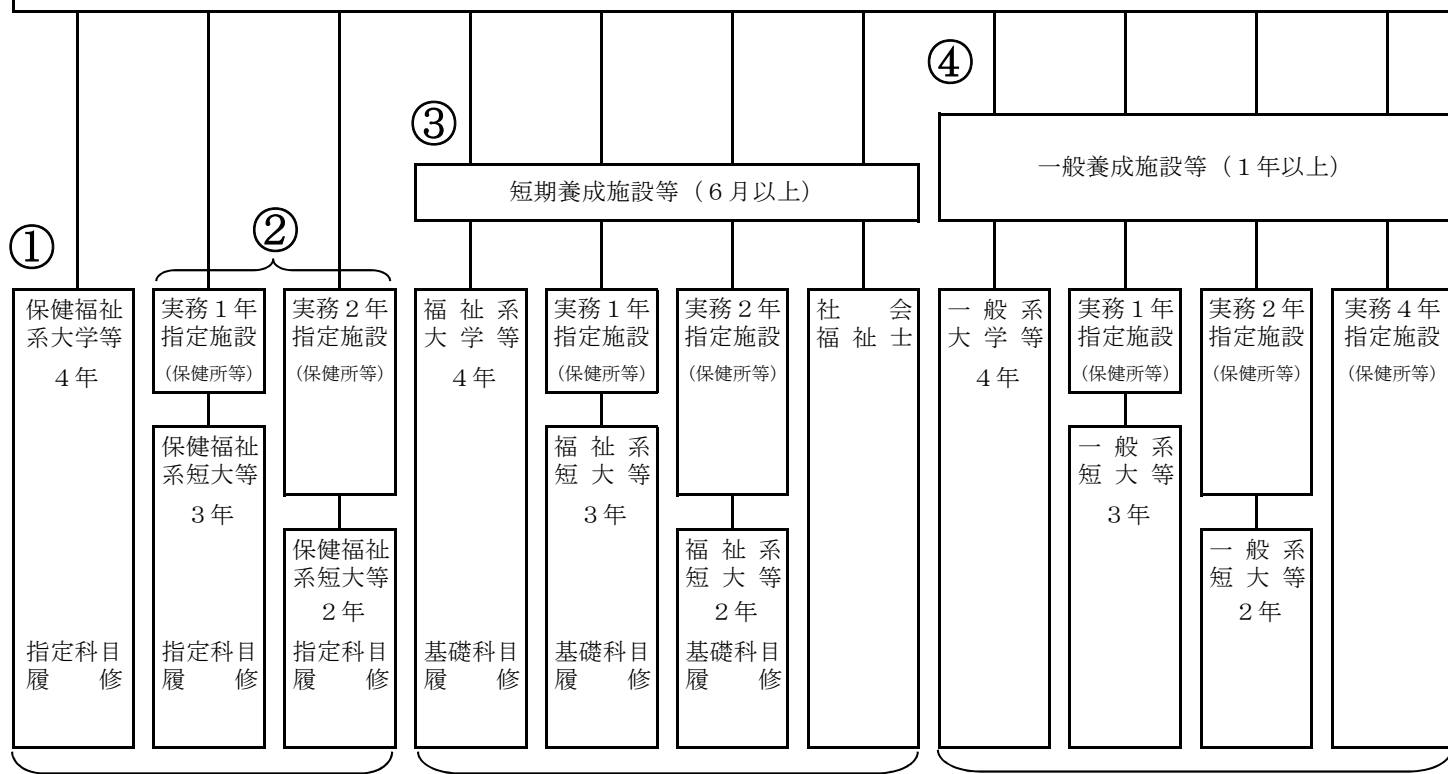 ④
③
一般養成施設等（１年以上）
短期養成施設等（６月以上）
②
①
保健福祉
系大学等
４年
指定科目
履修
実務１年
指定施設
（保健所等）
保健福祉
系短大等
３年
指定科目
履修
実務２年
指定施設
（保健所等）
保健福祉
系短大等
２年
指定科目
履修
福祉系
大学等
４年
基礎科目
履修
実務１年
指定施設
（保健所等）
福祉系
短大等
３年
基礎科目
履修
実務２年
指定施設
（保健所等）
福祉系
短大等
２年
基礎科目
履修
社会
福祉士
一般系
大学等
４年
実務１年
指定施設
（保健所等）
一般系
短大等
３年
実務２年
指定施設
（保健所等）
一般系
短大等
２年
実務４年
指定施設
（保健所等）